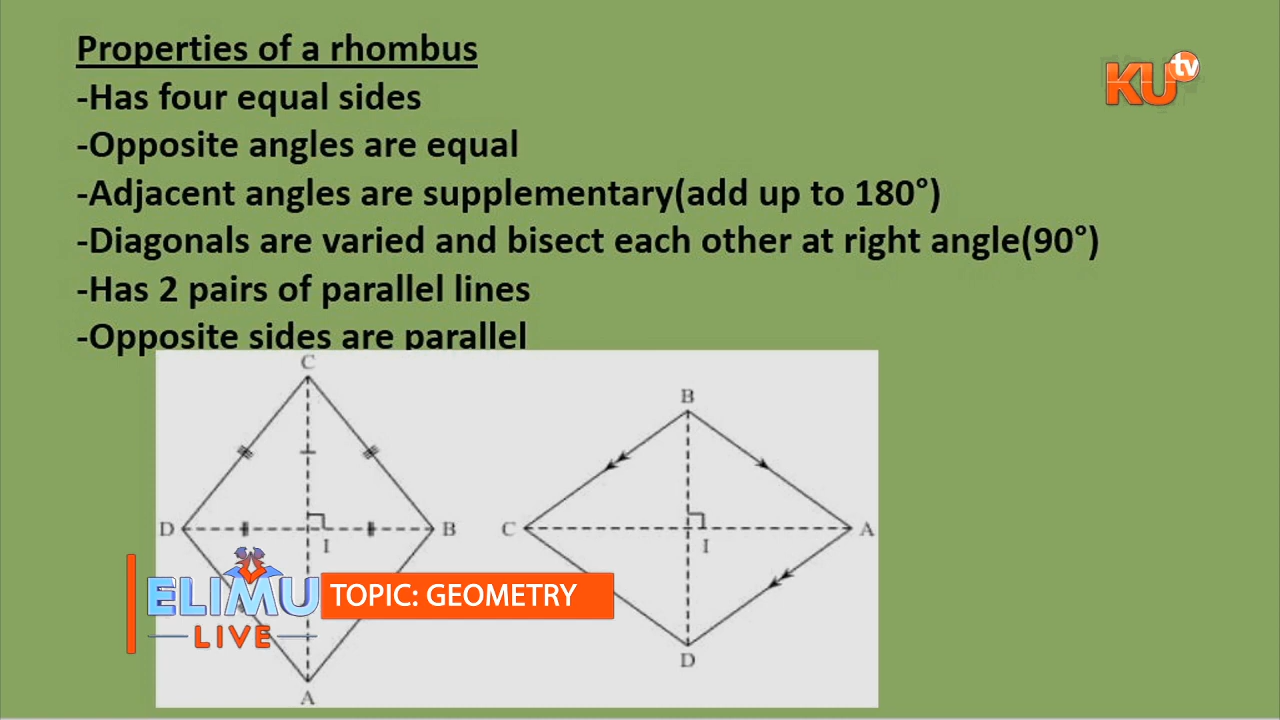 Properties of a rhombus
KU tv
-Has four equal sides
-Opposite angles are equal
-Adjacent angles are supplementary(add up to 180°)
-Diagonals are varied and bisect each other at right angle(90°)
-Has 2 pairs of parallel lines
-Opposite sides are parallel
C
D
B
I
A
B
C
A
I
D
ELIMU
LIVE
TOPIC: GEOMETRY